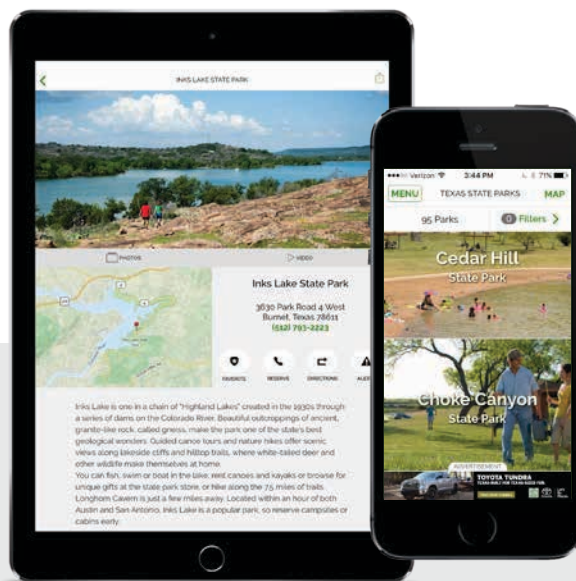 INKS LAKE STATE PARK
PHOTOS
VIDEO
Inks Lake State Park
3630 Park Road 4 West
Burnet, Texas 78611
(512) 793-2223
FAVORITE
RESERVE
DIRECTIONS
Inks Lake is one in a chain of "Highland Lakes" created in the 1930s through
a series of dams on the Colorado River. Beautiful outcroppings of ancient,
granite-like rock, called gneiss, make the park one of the state's best
geological wonders. Guided canoe tours and nature hikes offer scenic
views along lakeside cliffs and hilltop trails, where white-tailed deer and
other wildlife make themselves at home.
You can fish, swim or boat in the lake, rent canoes and kayaks or browse for
unique gifts at the state park store, or hike along the 7.5 miles of trails.
Longhorn Cavern is just a few miles away. Located within an hour of both
Austin and San Antonio, Inks Lake is a popular park, so reserve campsites or
cabins early.
Verizon
3:44 PM
71%
MENU
TEXAS STATE PARKS
MAP
95 Parks
0 Filters
Cedar Hill
State Park
Choke Canyon
State Park
ADVERTISEMENT
TOYOTA TUNDRA